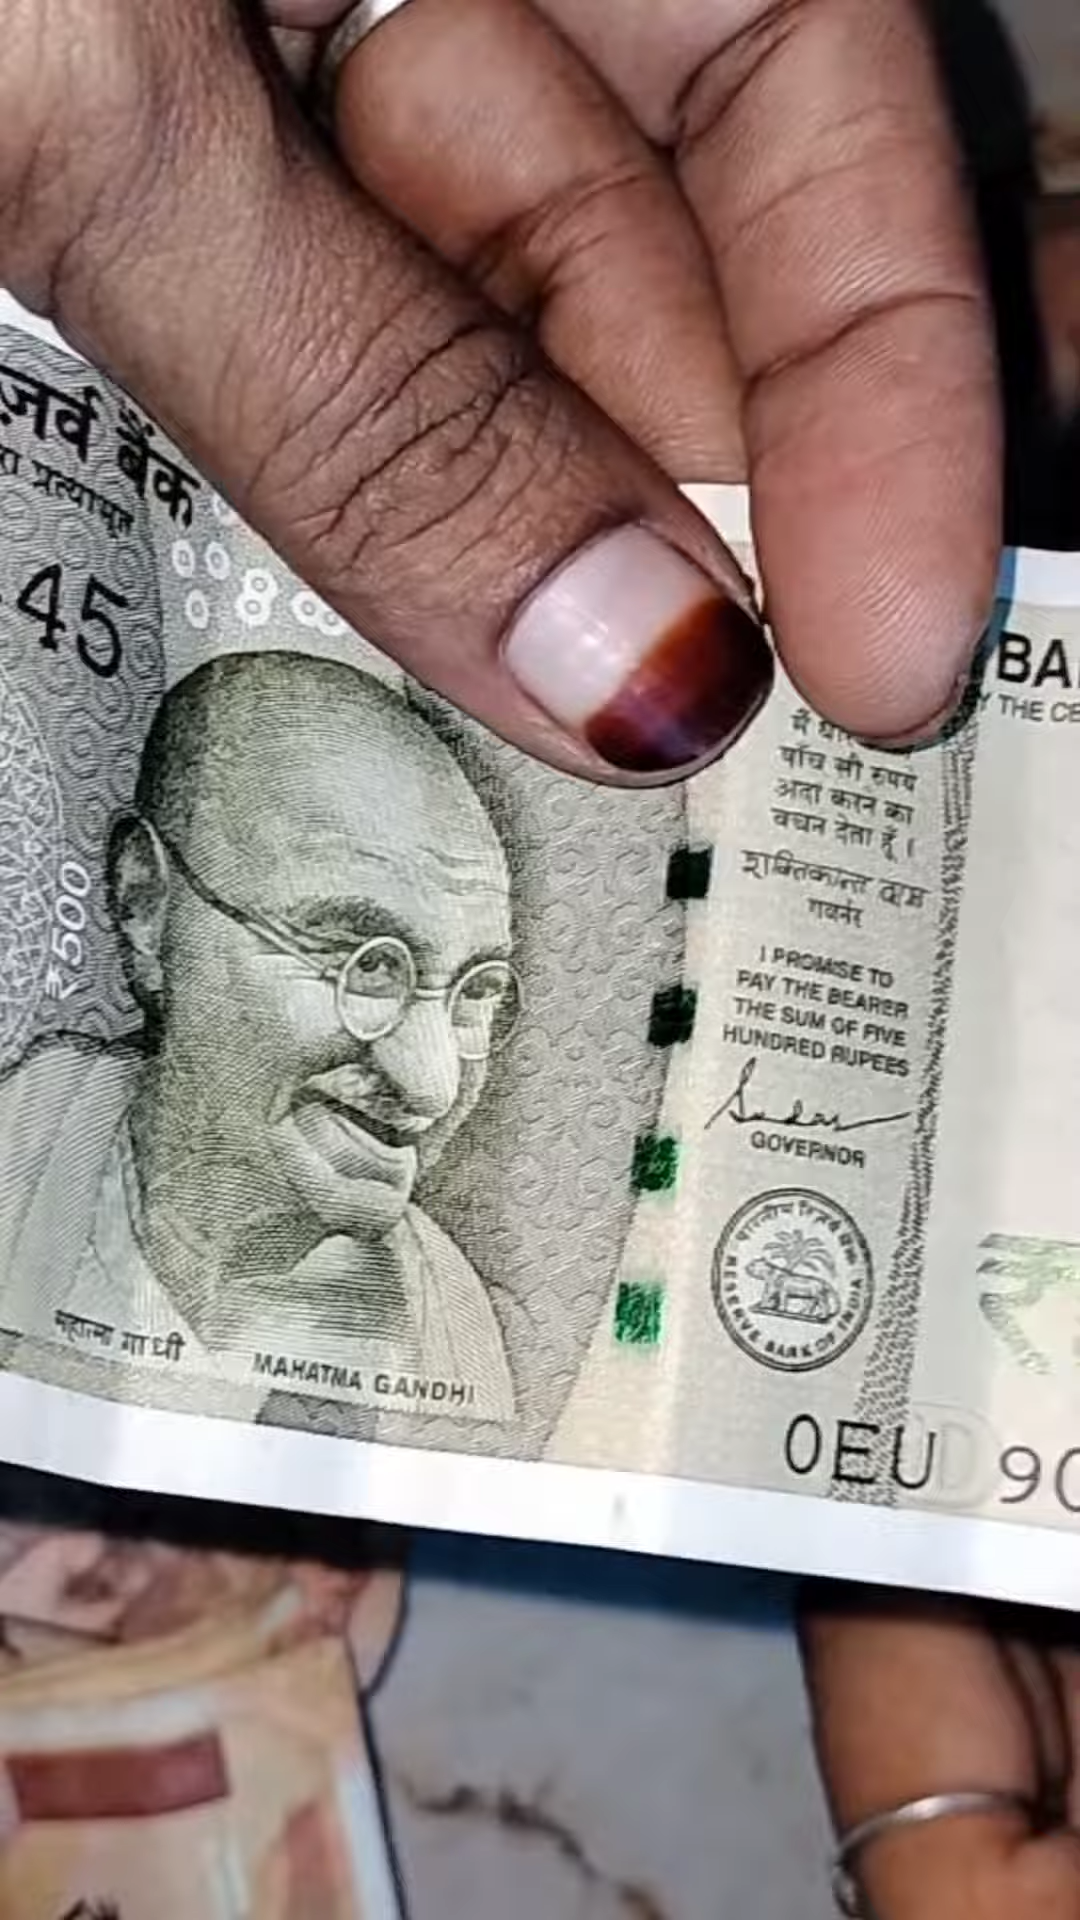 बैंक
45
₹500
BA
THE CE
पाँच सौ रुपये
अदा करने का
वचन देता हूँ।
शक्तिकान्त दास
गवर्नर
I PROMISE TO
PAY THE BEARER
THE SUM OF FIVE
HUNDRED RUPEES
GOVERNOR
RESERVE BANK OF INDIA
महात्मा गांधी
MAHATMA GANDHI
0EU 90